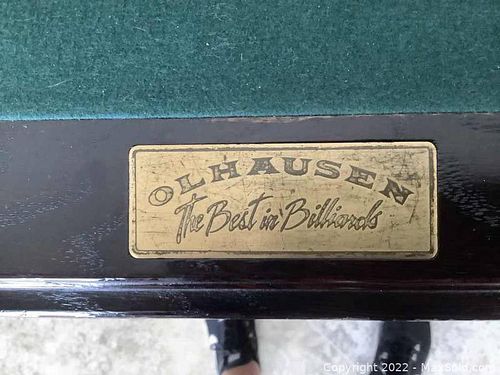 OLHAUSEN
The Best in Billiards
Copyright 2022 - MaxSold.com